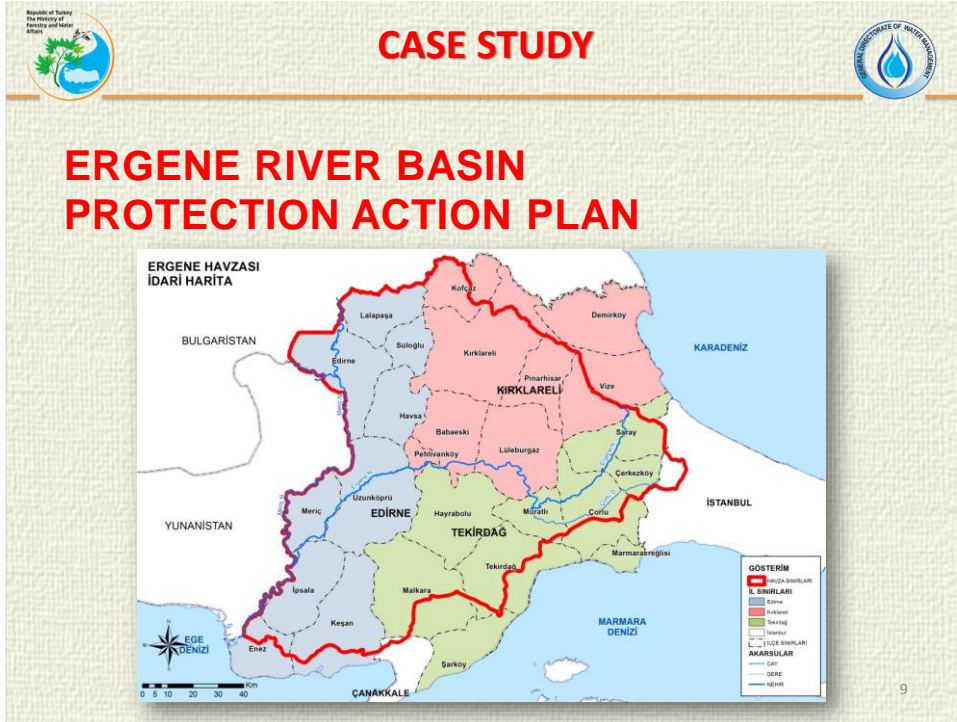 Republic of Turkey
The Ministry of
Forestry and Water
Affairs
CASE STUDY
GENERAL DIRECTORATE OF WATER MANAGEMENT
ERGENE RIVER BASIN
PROTECTION ACTION PLAN
ERGENE HAVZASI
İDARİ HARİTA
Kofçaz
Lalapaşa
Demirköy
BULGARİSTAN
Süloğlu
KARADENİZ
Edirne
Kırklareli
Pınarhisar
KIRKLARELİ
Vize
Meriç N.
Havsa
Babaeski
Saray
Pehlivanköy
Lüleburgaz
Ergene N.
Çerkezköy
Ergene N.
Uzunköprü
Meriç N.
Meriç
EDİRNE
Hayrabolu
Muratlı
Çorlu
İSTANBUL
YUNANİSTAN
TEKİRDAĞ
Marmaraereğlisi
Tekirdağ
İpsala
Malkara
Keşan
MARMARA
DENİZİ
EGE
DENİZİ
Enez
Şarköy
ÇANAKKALE
GÖSTERİM
HAVZA SINIRLARI
İL SINIRLARI
Edirne
Kırklareli
Tekirdağ
İstanbul
İLÇE SINIRLARI
AKARSULAR
ÇAY
DERE
NEHİR
Km
0 5 10 20 30 40
9